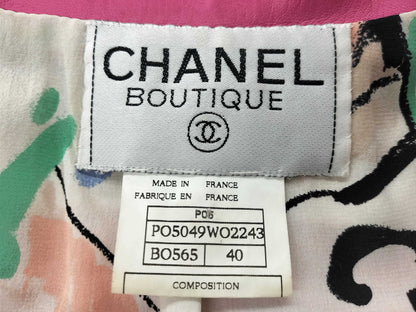 CHANEL
BOUTIQUE
MADE IN FRANCE
FABRIQUE EN FRANCE
P06
PO5049WO2243
BO565 40
COMPOSITION